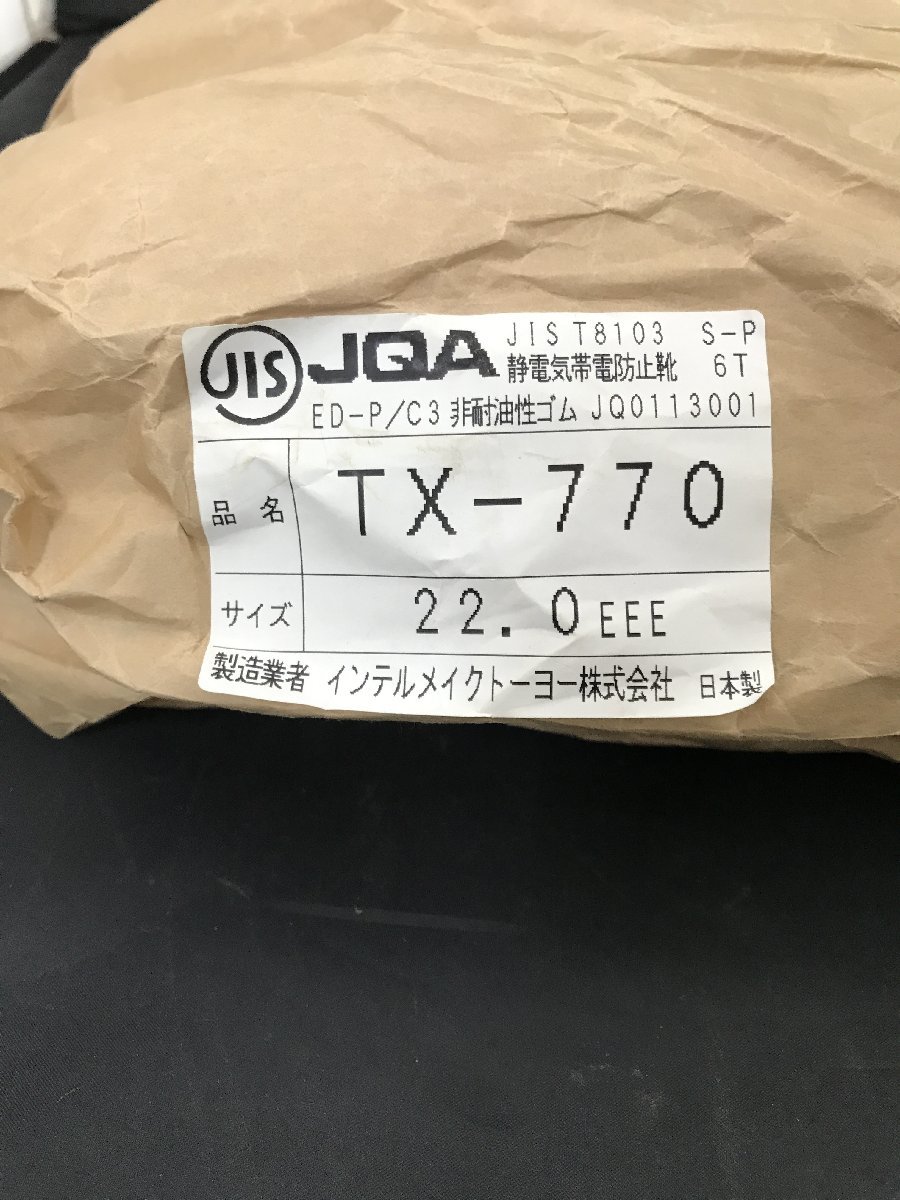 JIS JQA JIS T8103 S-P
静電気帯電防止靴 6T
ED-P/C3 非耐油性ゴム JQ0113001
品名 TX-770
サイズ 22.0 EEE
製造業者 インテルメイクトーヨー株式会社 日本製